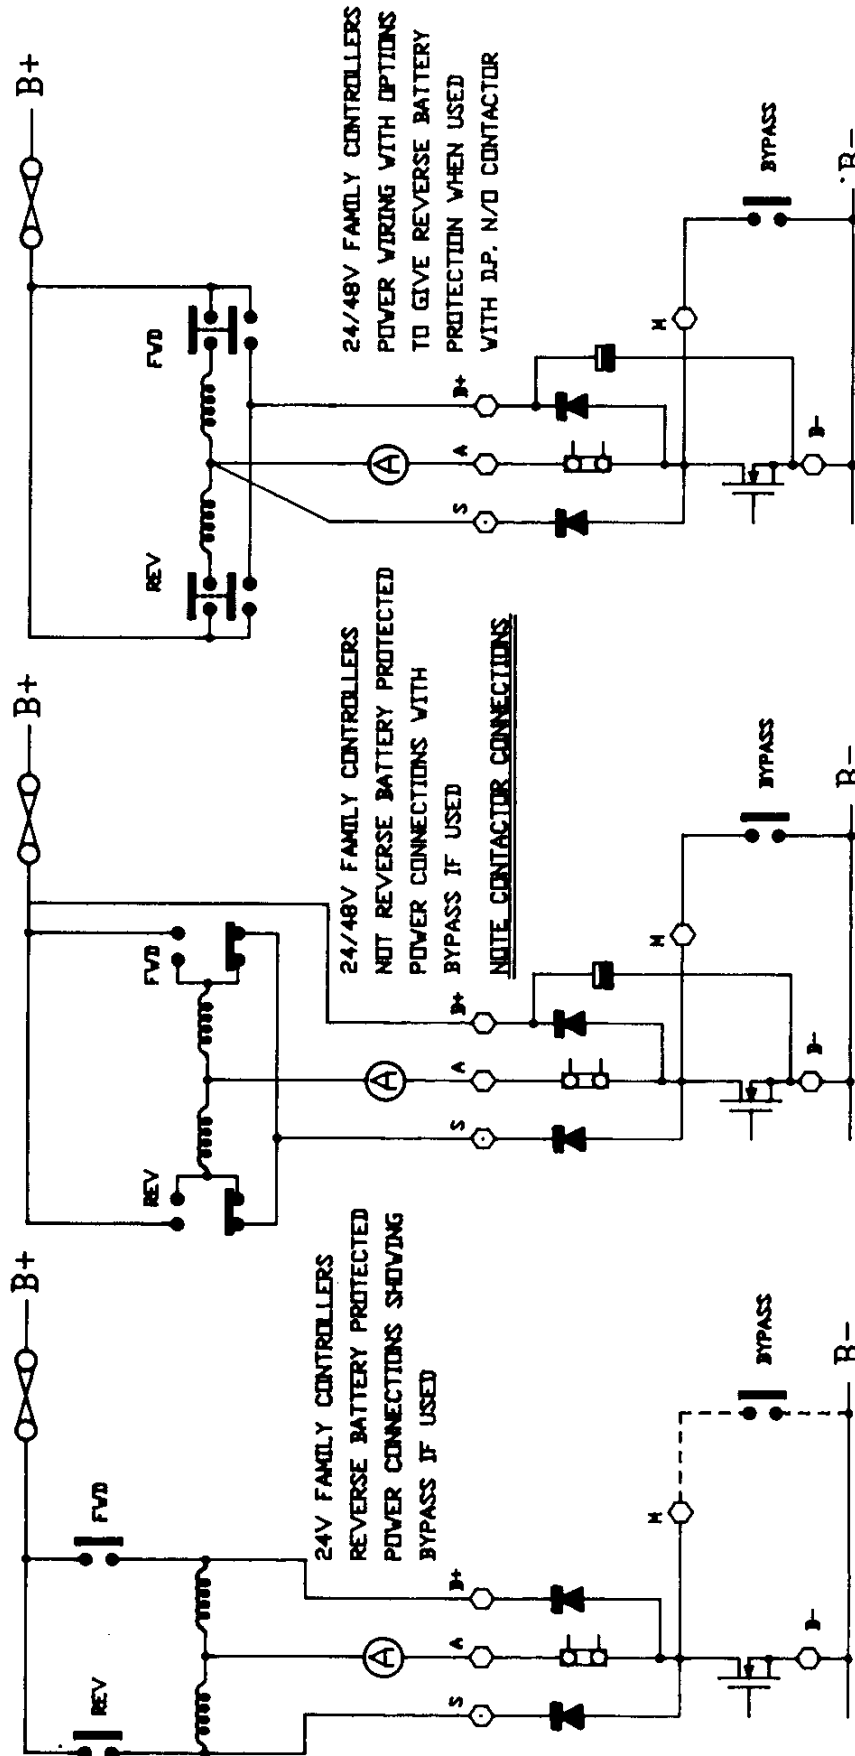 B+
REV
FWD
24V FAMILY CONTROLLERS
REVERSE BATTERY PROTECTED
POWER CONNECTIONS SHOWING
BYPASS IF USED
A
S
A
B+
M
BYPASS
B-
B-
B+
REV
FWD
24/48V FAMILY CONTROLLERS
NOT REVERSE BATTERY PROTECTED
POWER CONNECTIONS WITH
BYPASS IF USED
NOTE CONTACTOR CONNECTIONS
A
S
A
B+
M
BYPASS
B-
B-
B+
REV
FWD
24/48V FAMILY CONTROLLERS
POWER WIRING WITH OPTIONS
TO GIVE REVERSE BATTERY
PROTECTION WHEN USED
WITH D.P. N/O CONTACTOR
A
S
A
B+
M
BYPASS
B-
B-